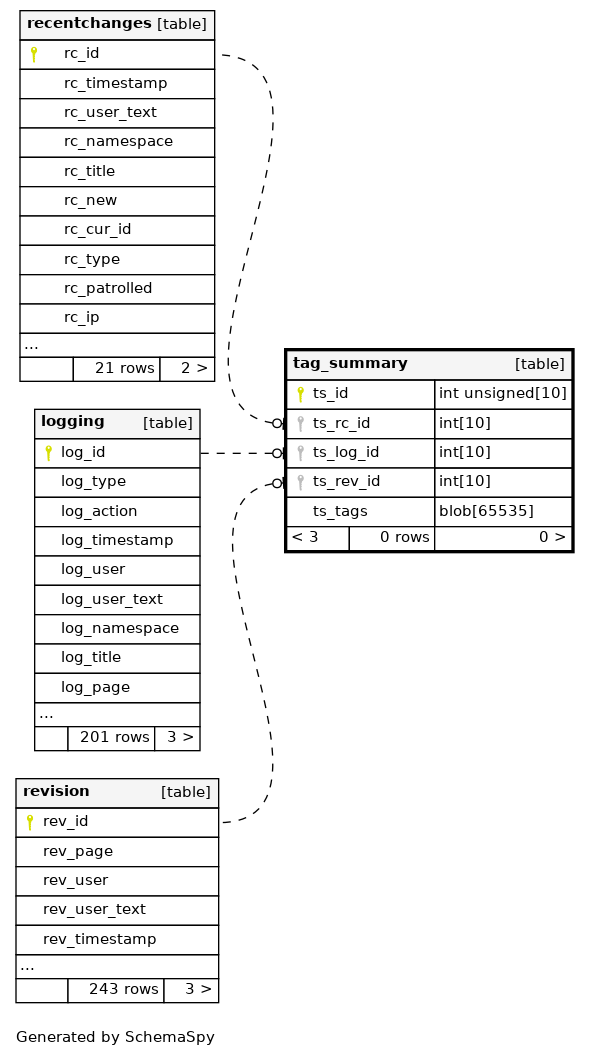 recentchanges [table]
rc_id
rc_timestamp
rc_user_text
rc_namespace
rc_title
rc_new
rc_cur_id
rc_type
rc_patrolled
rc_ip
...
21 rows 2 >
tag_summary [table]
ts_id int unsigned[10]
ts_rc_id int[10]
ts_log_id int[10]
ts_rev_id int[10]
ts_tags blob[65535]
< 3 0 rows 0 >
logging [table]
log_id
log_type
log_action
log_timestamp
log_user
log_user_text
log_namespace
log_title
log_page
...
201 rows 3 >
revision [table]
rev_id
rev_page
rev_user
rev_user_text
rev_timestamp
...
243 rows 3 >
Generated by SchemaSpy